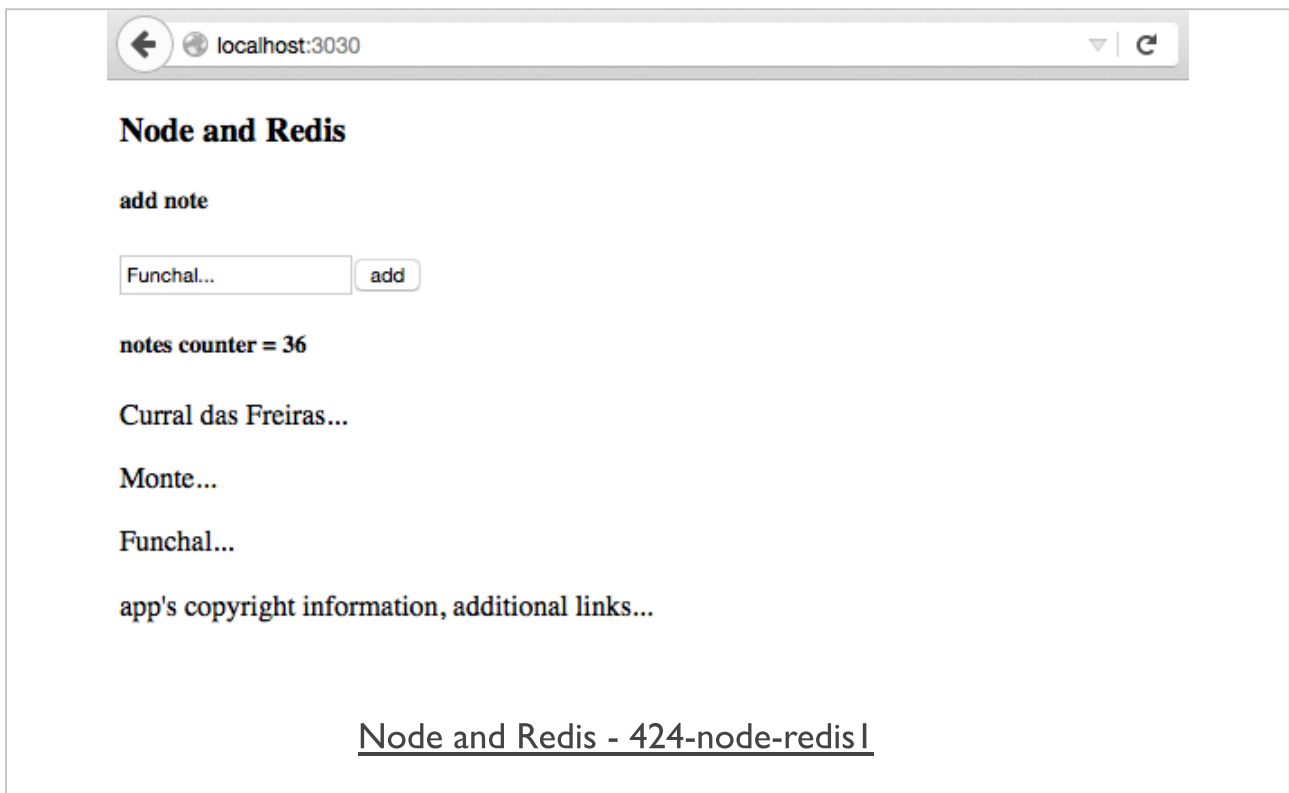 localhost:3030
Node and Redis
add note
Funchal... add
notes counter = 36
Curral das Freiras...
Monte...
Funchal...
app's copyright information, additional links...
Node and Redis - 424-node-redis1